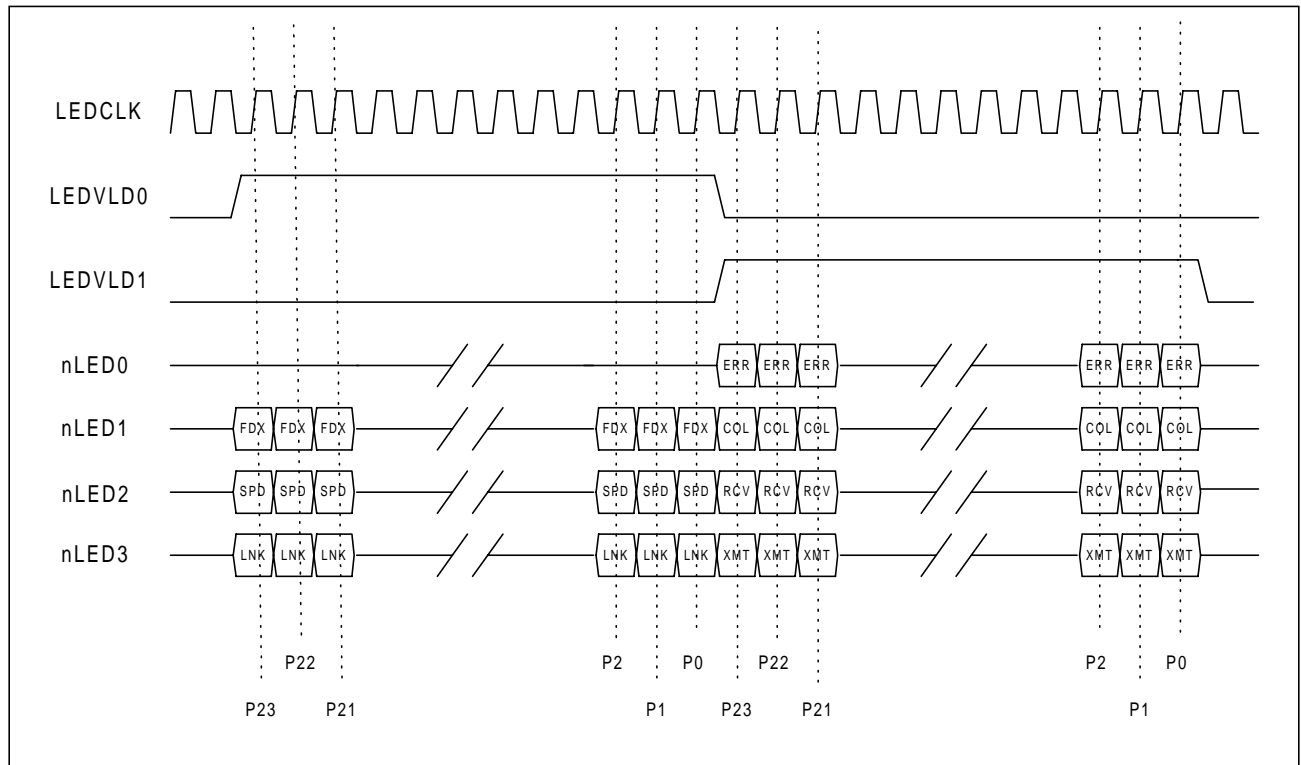 LEDCLK
LEDVLD0
LEDVLD1
nLED0 ERR ERR ERR ERR ERR ERR
nLED1 FDX FDX FDX FDX FDX FDX COL COL COL COL COL COL
nLED2 SPD SPD SPD SPD SPD SPD RCV RCV RCV RCV RCV RCV
nLED3 LNK LNK LNK LNK LNK LNK XMT XMT XMT XMT XMT XMT
P22 P2 P0 P22 P2 P0
P23 P21 P1 P23 P21 P1